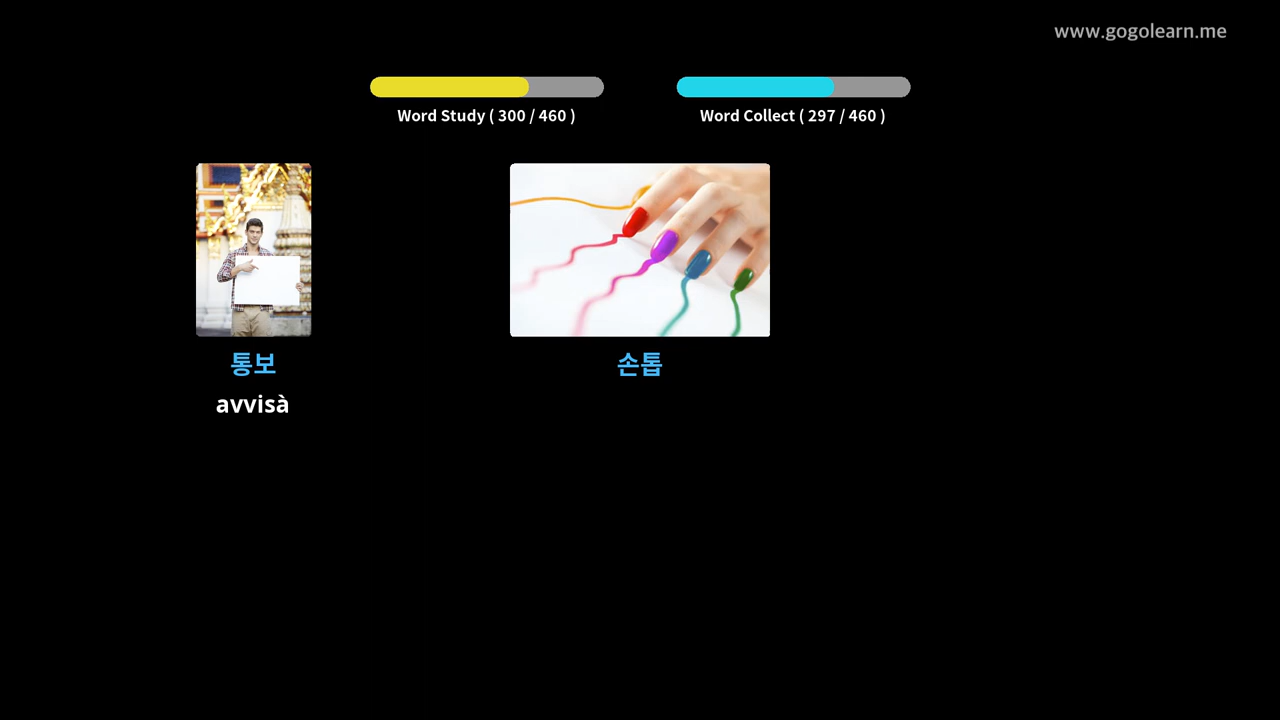 www.gogolearn.me
Word Study ( 300 / 460 )
Word Collect ( 297 / 460 )
통보
avvisà
손톱